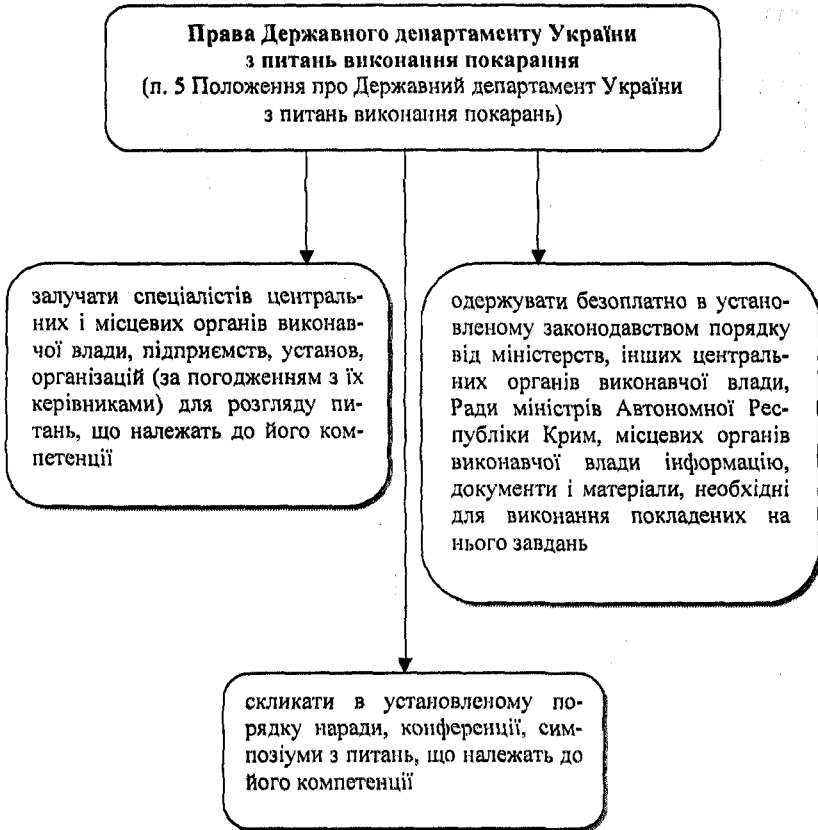 Права Державного департаменту України
з питань виконання покарання
(п. 5 Положення про Державний департамент України
з питань виконання покарань)
залучати спеціалістів централь-
них і місцевих органів виконав-
чої влади, підприємств, установ,
організацій (за погодженням з їх
керівниками) для розгляду пи-
тань, що належать до його ком-
петенції
одержувати безоплатно в устано-
вленому законодавством порядку
від міністерств, інших централь-
них органів виконавчої влади,
Ради міністрів Автономної Рес-
публіки Крим, місцевих органів
виконавчої влади інформацію,
документи і матеріали, необхідні
для виконання покладених на
нього завдань
скликати в установленому по-
рядку наради, конференції, сим-
позіуми з питань, що належать до
його компетенції